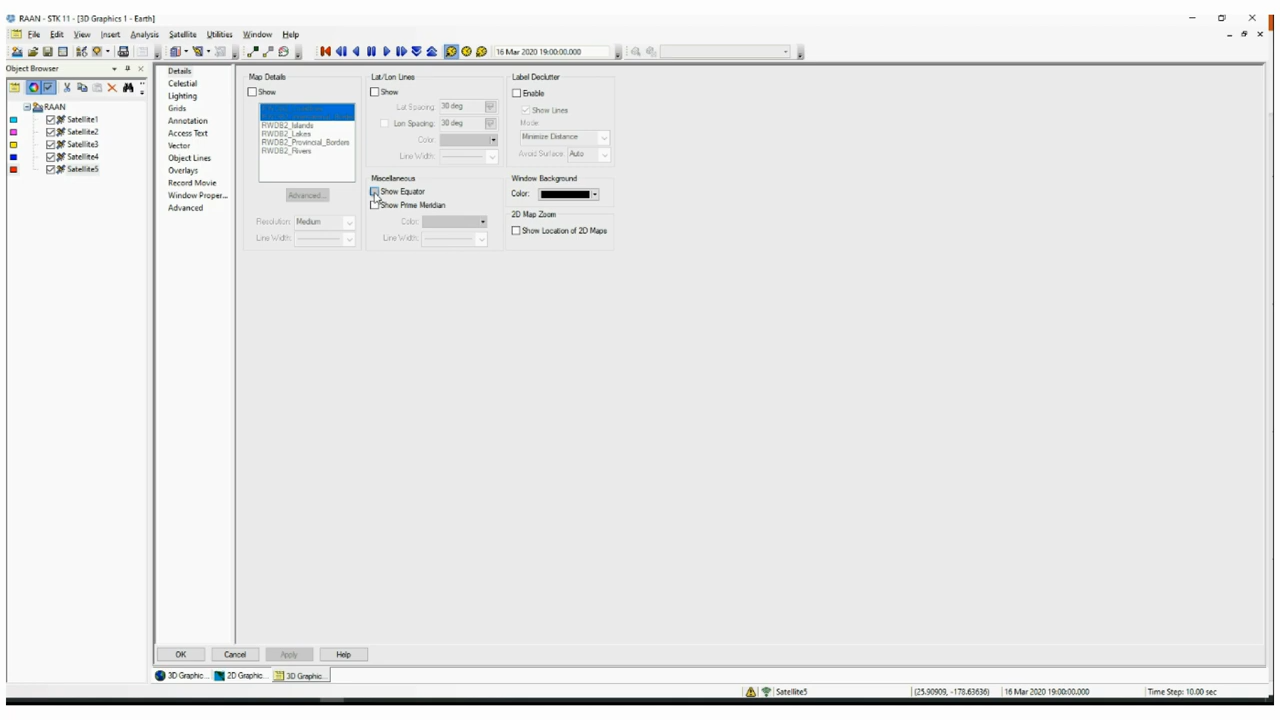 RAAN - STK 11 - [3D Graphics 1 - Earth]
File Edit View Insert Analysis Satellite Utilities Window Help
16 Mar 2020 19:00:00.000
Object Browser
RAAN
Satellite1
Satellite2
Satellite3
Satellite4
Satellite5
Details
Celestial
Lighting
Grids
Annotation
Access Text
Vector
Object Lines
Overlays
Record Movie
Window Proper...
Advanced
Map Details
Show
RWDB2_Islands
RWDB2_Lakes
RWDB2_Provincial_Borders
RWDB2_Rivers
Advanced...
Resolution: Medium
Line Width:
Lat/Lon Lines
Show
Lat Spacing: 30 deg
Lon Spacing: 30 deg
Color:
Line Width:
Miscellaneous
Show Equator
Show Prime Meridian
Color:
Line Width:
Label Declutter
Enable
Show Lines
Mode
Minimize Distance
Avoid Surface: Auto
Window Background
Color:
2D Map Zoom
Show Location of 2D Maps
OK Cancel Apply Help
3D Graphic... 2D Graphic... 3D Graphic...
Satellite5 (25.90909, -178.63636) 16 Mar 2020 19:00:00.000 Time Step: 10.00 sec